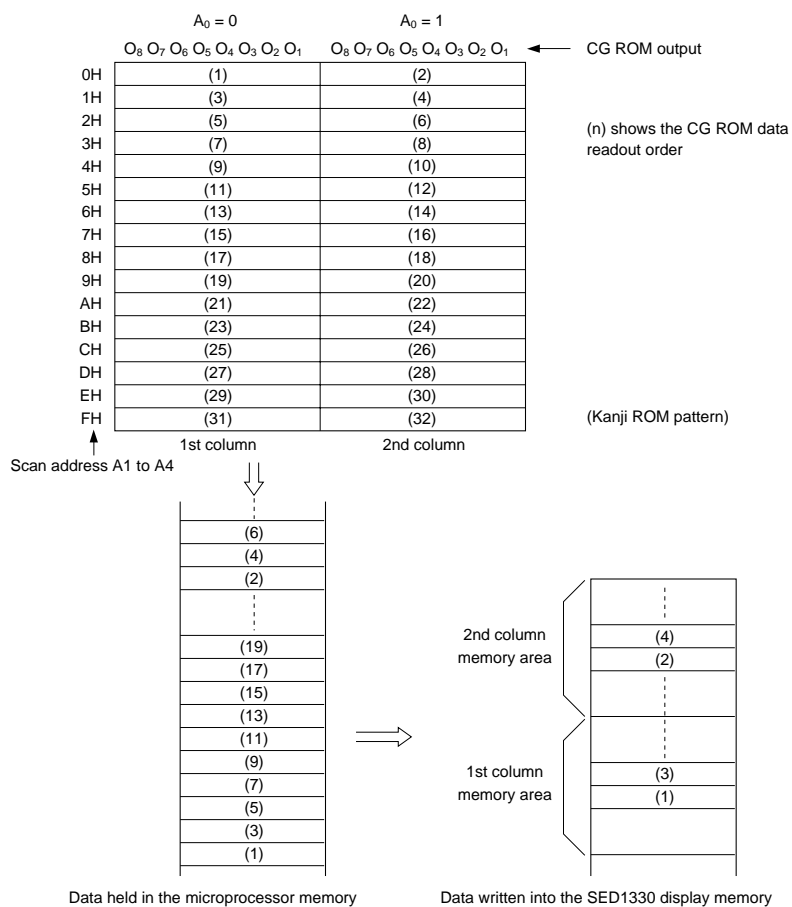 A0 = 0 A0 = 1
O8 O7 O6 O5 O4 O3 O2 O1 O8 O7 O6 O5 O4 O3 O2 O1 CG ROM output
0H (1) (2)
1H (3) (4)
2H (5) (6)
(n) shows the CG ROM data
3H (7) (8)
readout order
4H (9) (10)
5H (11) (12)
6H (13) (14)
7H (15) (16)
8H (17) (18)
9H (19) (20)
AH (21) (22)
BH (23) (24)
CH (25) (26)
DH (27) (28)
EH (29) (30)
FH (31) (32) (Kanji ROM pattern)
1st column 2nd column
Scan address A1 to A4
(6)
(4)
(2)
(19)
(17)
(15)
(13)
(11)
(9)
(7)
(5)
(3)
(1)
Data held in the microprocessor memory
2nd column
memory area
(4)
(2)
1st column
memory area
(3)
(1)
Data written into the SED1330 display memory